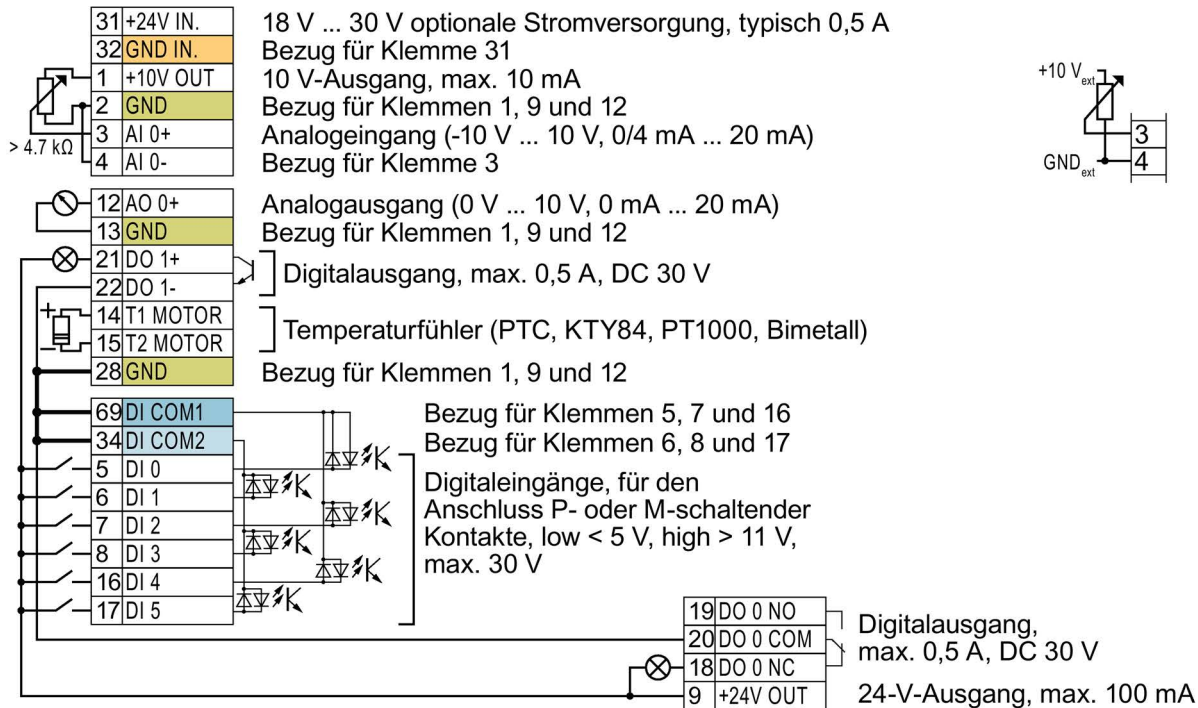 31 +24V IN. 18 V ... 30 V optionale Stromversorgung, typisch 0,5 A
32 GND IN. Bezug für Klemme 31
1 +10V OUT 10 V-Ausgang, max. 10 mA
2 GND Bezug für Klemmen 1, 9 und 12
3 AI 0+ Analogeingang (-10 V ... 10 V, 0/4 mA ... 20 mA)
> 4.7 kΩ
4 AI 0- Bezug für Klemme 3
+10 Vext
3
GNDext 4
12 AO 0+ Analogausgang (0 V ... 10 V, 0 mA ... 20 mA)
13 GND Bezug für Klemmen 1, 9 und 12
21 DO 1+
Digitalausgang, max. 0,5 A, DC 30 V
22 DO 1-
+ 14 T1 MOTOR
Temperaturfühler (PTC, KTY84, PT1000, Bimetall)
− 15 T2 MOTOR
28 GND Bezug für Klemmen 1, 9 und 12
69 DI COM1 Bezug für Klemmen 5, 7 und 16
34 DI COM2 Bezug für Klemmen 6, 8 und 17
5 DI 0
6 DI 1
7 DI 2
8 DI 3
16 DI 4
17 DI 5
Digitaleingänge, für den
Anschluss P- oder M-schaltender
Kontakte, low < 5 V, high > 11 V,
max. 30 V
19 DO 0 NO
20 DO 0 COM
18 DO 0 NC
Digitalausgang,
max. 0,5 A, DC 30 V
9 +24V OUT 24-V-Ausgang, max. 100 mA